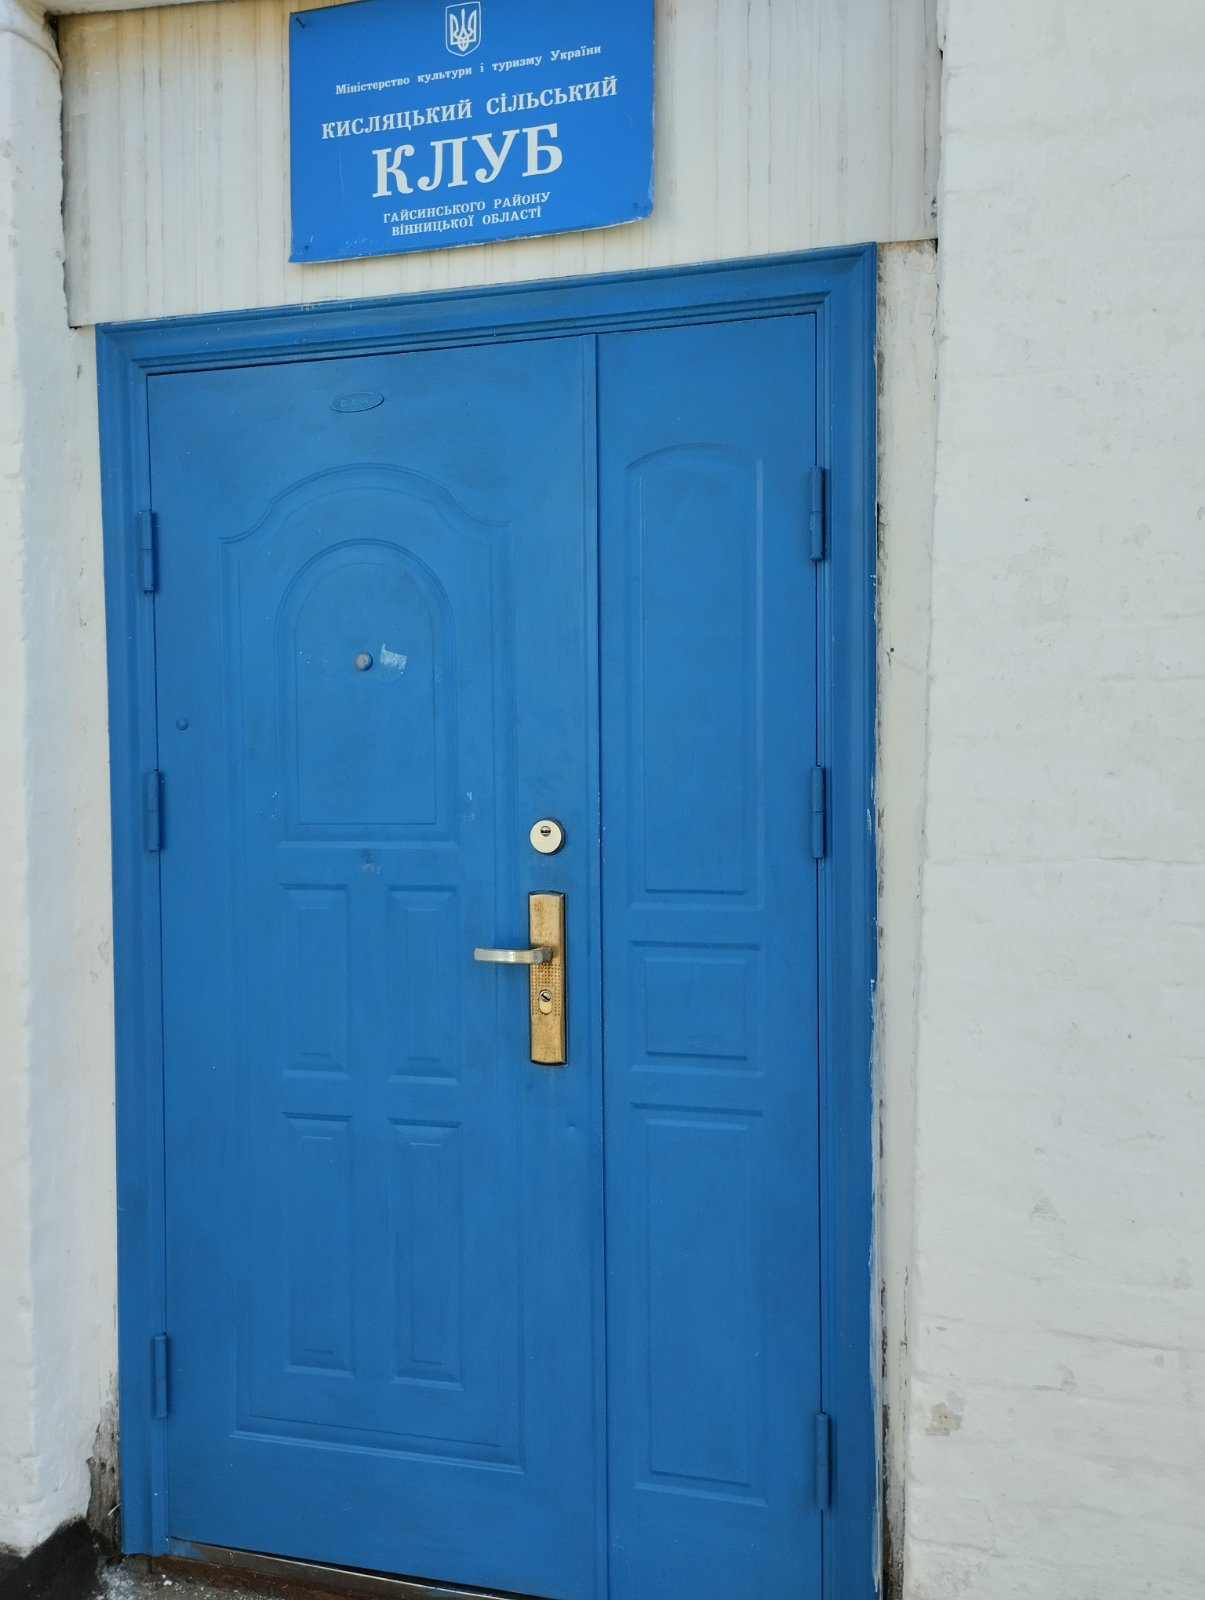 Міністерство культури і туризму України
КИСЛЯЦЬКИЙ СІЛЬСЬКИЙ
КЛУБ
ГАЙСИНСЬКОГО РАЙОНУ
ВІННИЦЬКОЇ ОБЛАСТІ